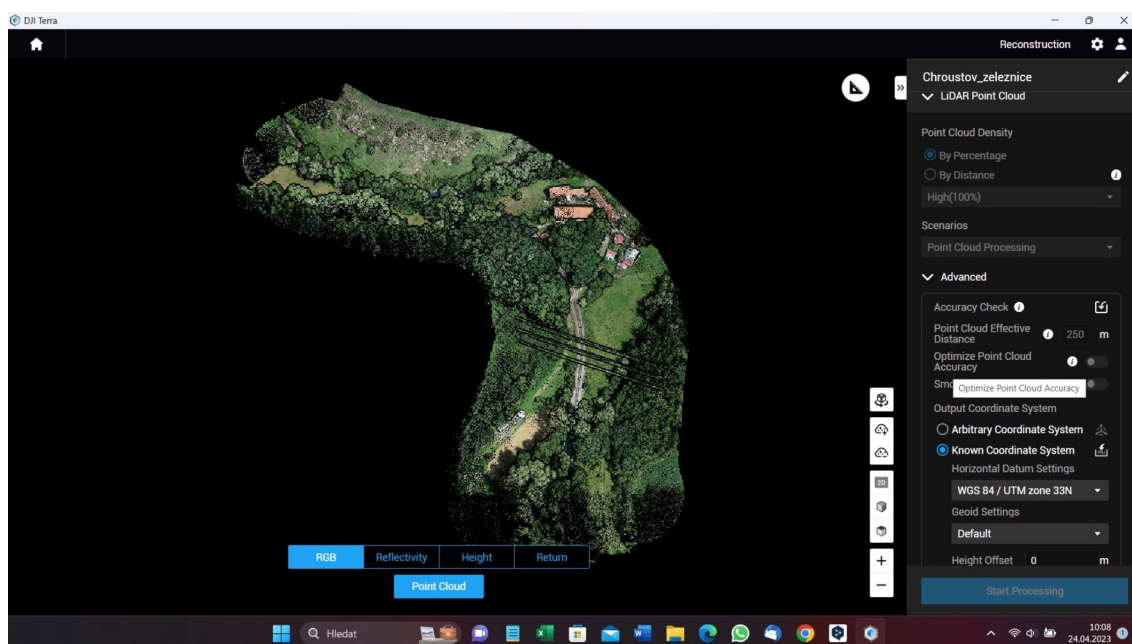 DJI Terra
Reconstruction
Chroustov_zeleznice
LiDAR Point Cloud
Point Cloud Density
By Percentage
By Distance
High(100%)
Scenarios
Point Cloud Processing
Advanced
Accuracy Check
Point Cloud Effective
Distance
250 m
Optimize Point Cloud
Accuracy
Smo
Optimize Point Cloud Accuracy
Output Coordinate System
Arbitrary Coordinate System
Known Coordinate System
Horizontal Datum Settings
WGS 84 / UTM zone 33N
Geoid Settings
Default
Height Offset 0 m
Start Processing
2D
RGB Reflectivity Height Return
Point Cloud
Hledat
10:08
24.04.2023